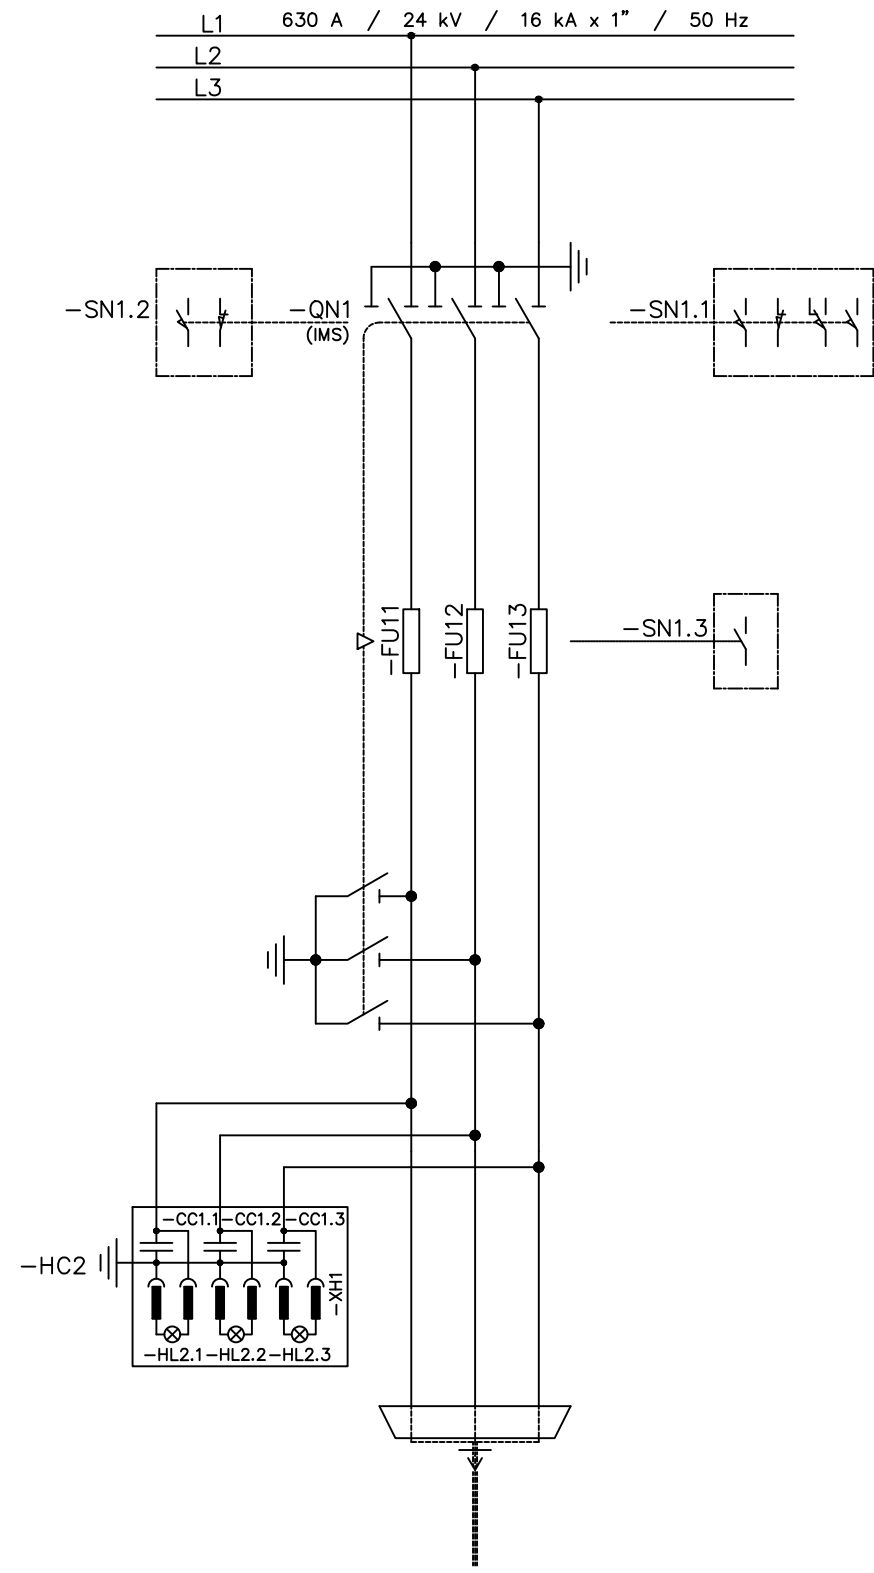 L1 630 A / 24 kV / 16 kA x 1” / 50 Hz
L2
L3
-SN1.2
-QN1
(IMS)
-SN1.1
-FU11
-FU12
-FU13
-SN1.3
-CC1.1
-CC1.2
-CC1.3
-HC2
-XH1
-HL2.1
-HL2.2
-HL2.3